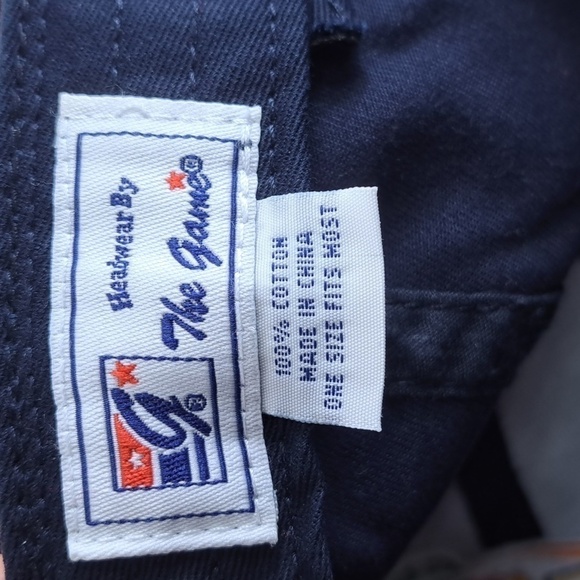 Headwear By
The Game®
G®
100% COTTON
MADE IN CHINA
ONE SIZE FITS MOST